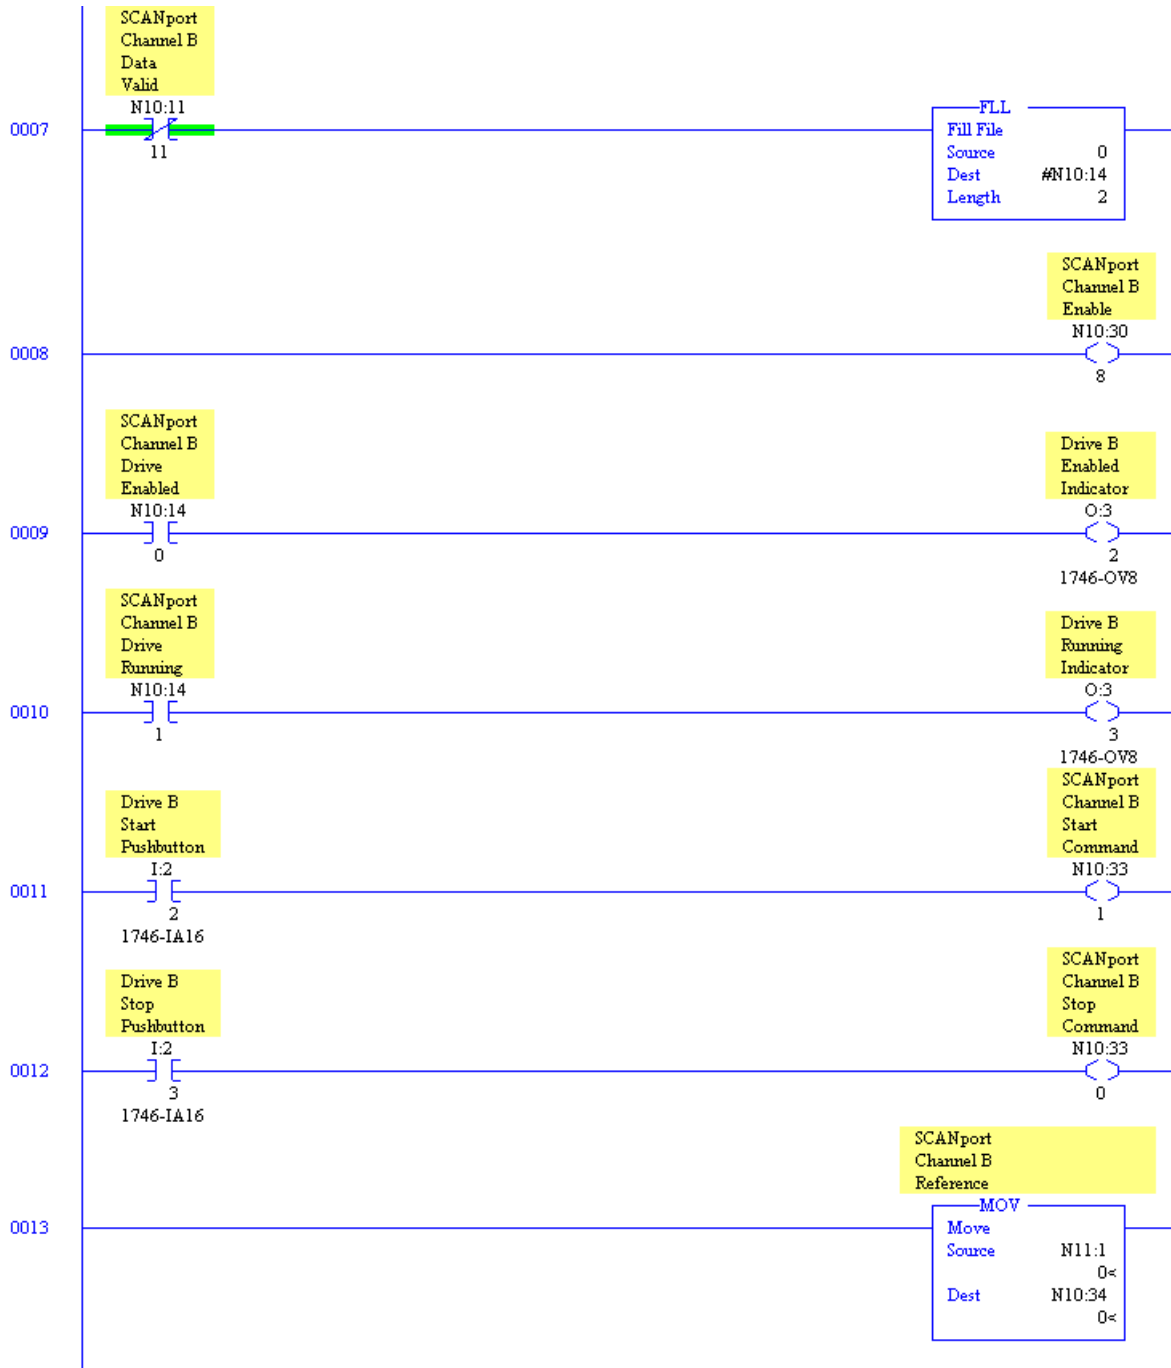 SCANport
Channel B
Data
Valid
N10:11
0007
11
FLL
Fill File
Source 0
Dest #N10:14
Length 2
SCANport
Channel B
Enable
N10:30
0008
8
SCANport
Channel B
Drive
Enabled
N10:14
0009
0
Drive B
Enabled
Indicator
O:3
2
1746-OV8
SCANport
Channel B
Drive
Running
N10:14
0010
1
Drive B
Running
Indicator
O:3
3
1746-OV8
Drive B
Start
Pushbutton
I:2
0011
2
1746-IA16
SCANport
Channel B
Start
Command
N10:33
1
Drive B
Stop
Pushbutton
I:2
0012
3
1746-IA16
SCANport
Channel B
Stop
Command
N10:33
0
SCANport
Channel B
Reference
0013
MOV
Move
Source N11:1
0<
Dest N10:34
0<